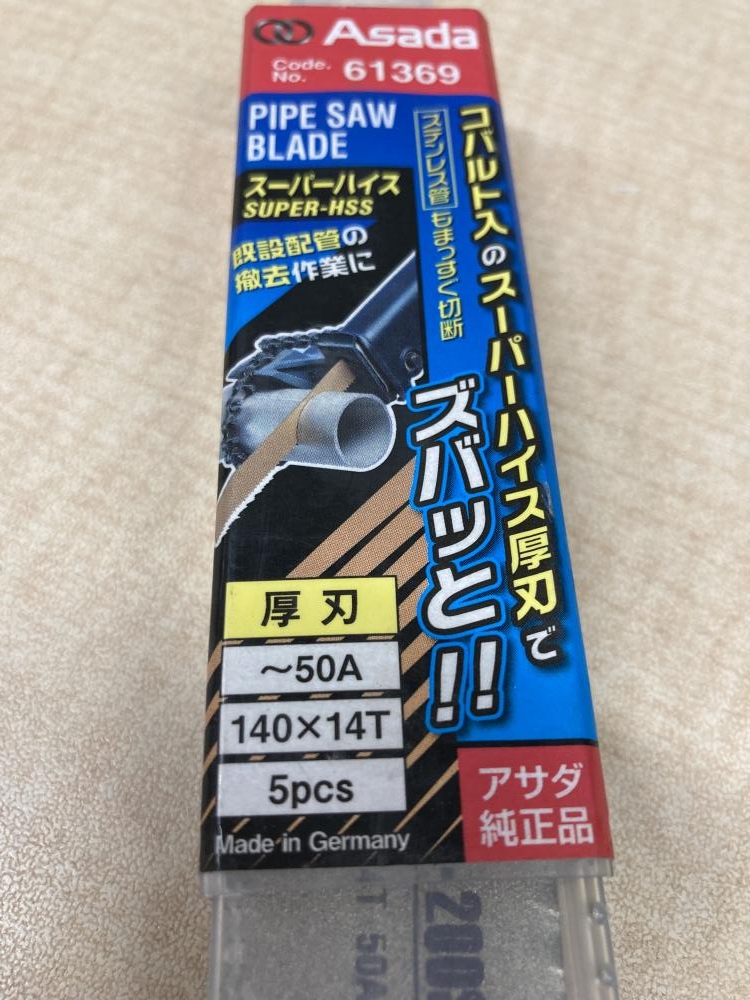 Asada
Code.
No. 61369
PIPE SAW
BLADE
スーパーハイス
SUPER-HSS
既設配管の
撤去作業に
コバルト入のスーパーハイス厚刃で
ステンレス管もまっすぐ切断
ズバッと!!
厚刃
～50A
140×14T
5pcs
Made in Germany
アサダ
純正品
T 50A